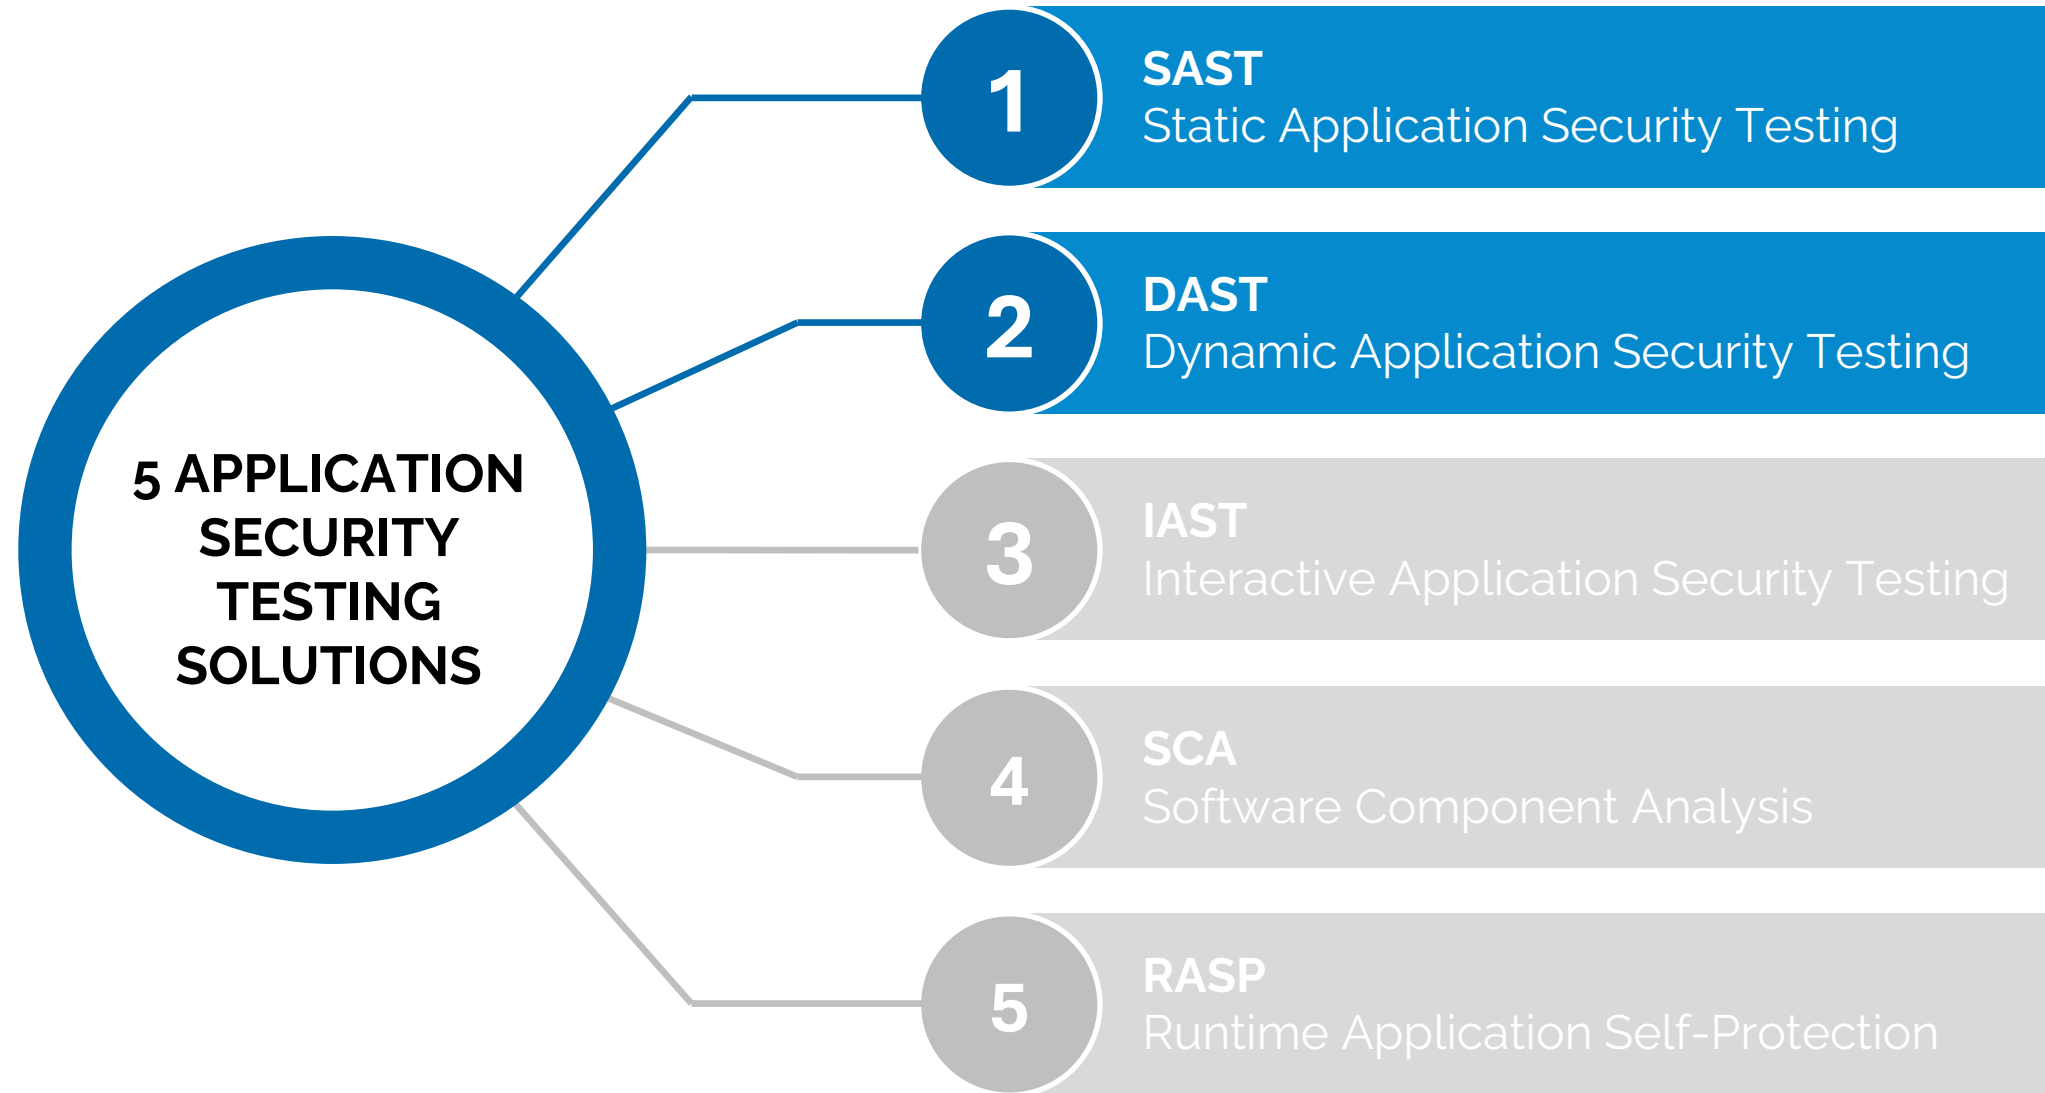 5 APPLICATION
SECURITY
TESTING
SOLUTIONS
1
SAST
Static Application Security Testing
2
DAST
Dynamic Application Security Testing
3
IAST
Interactive Application Security Testing
4
SCA
Software Component Analysis
5
RASP
Runtime Application Self-Protection